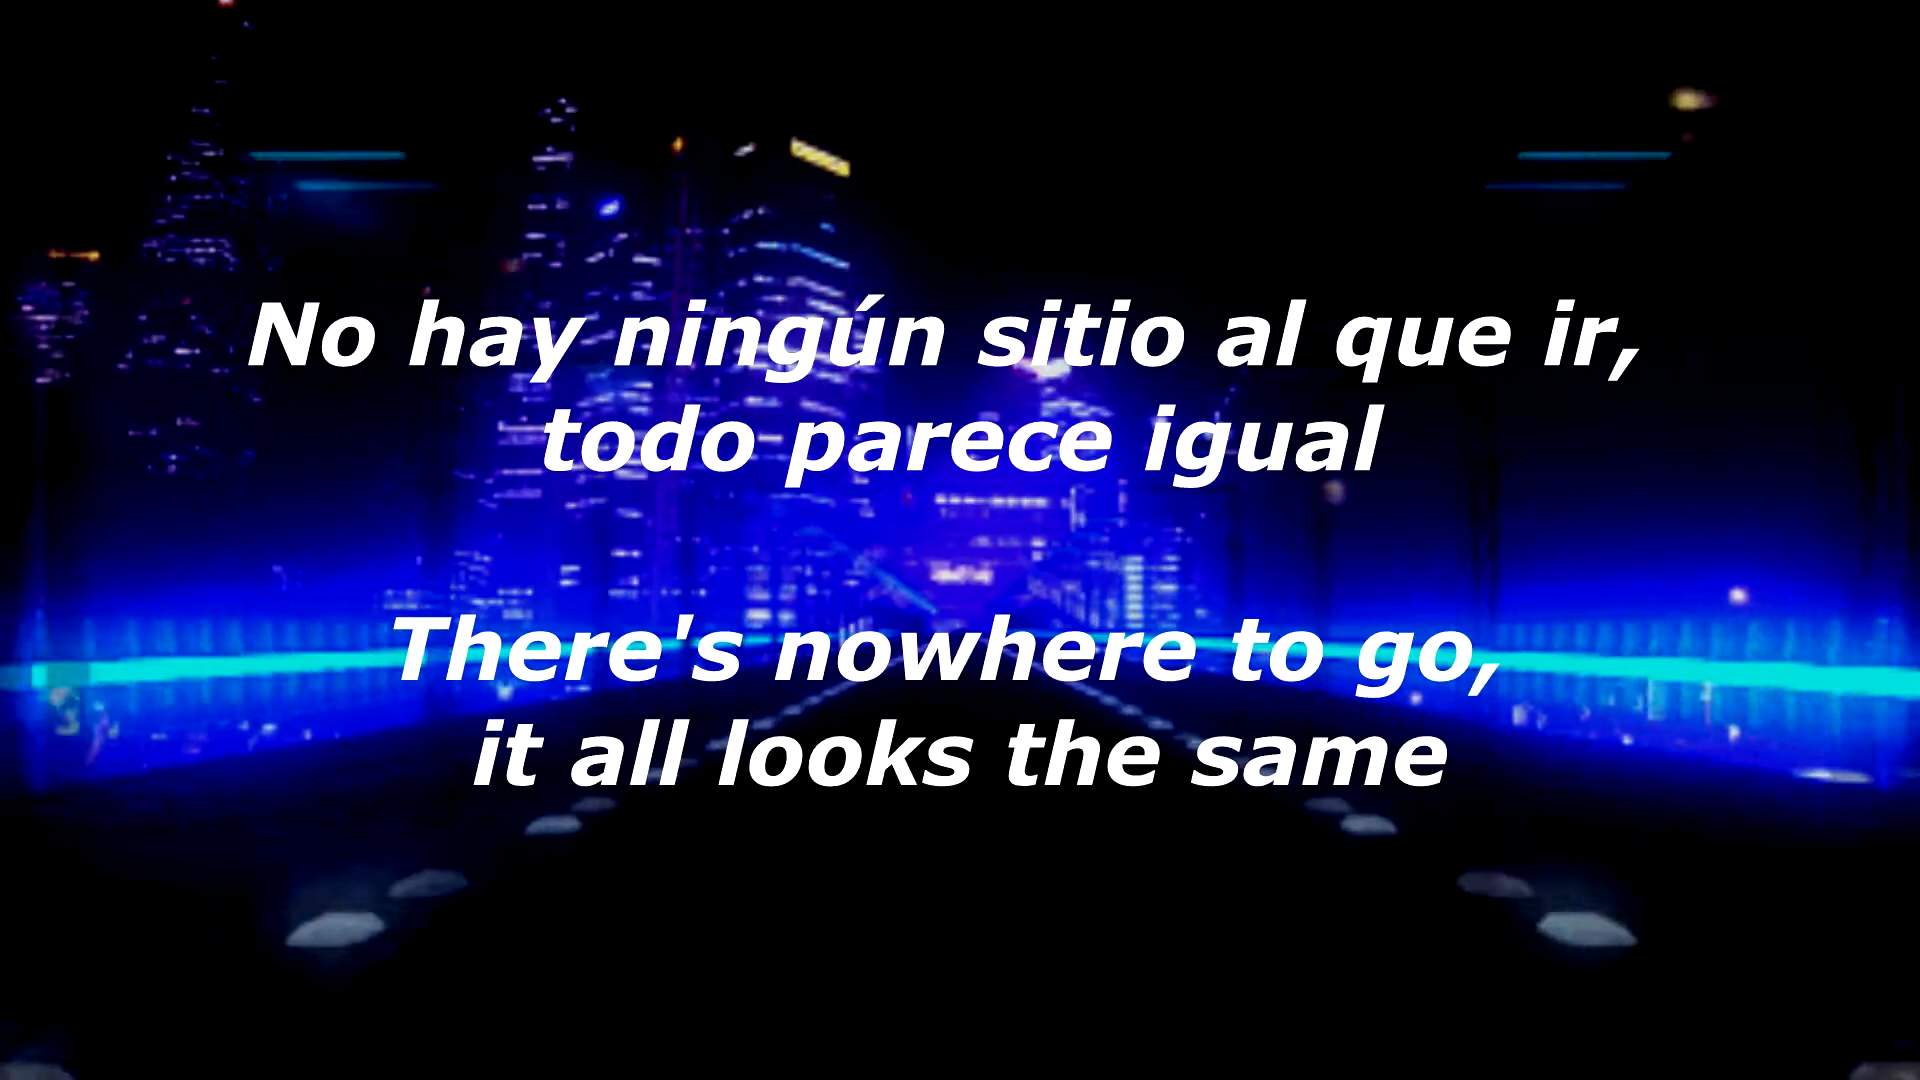 No hay ningún sitio al que ir,
todo parece igual
There's nowhere to go,
it all looks the same